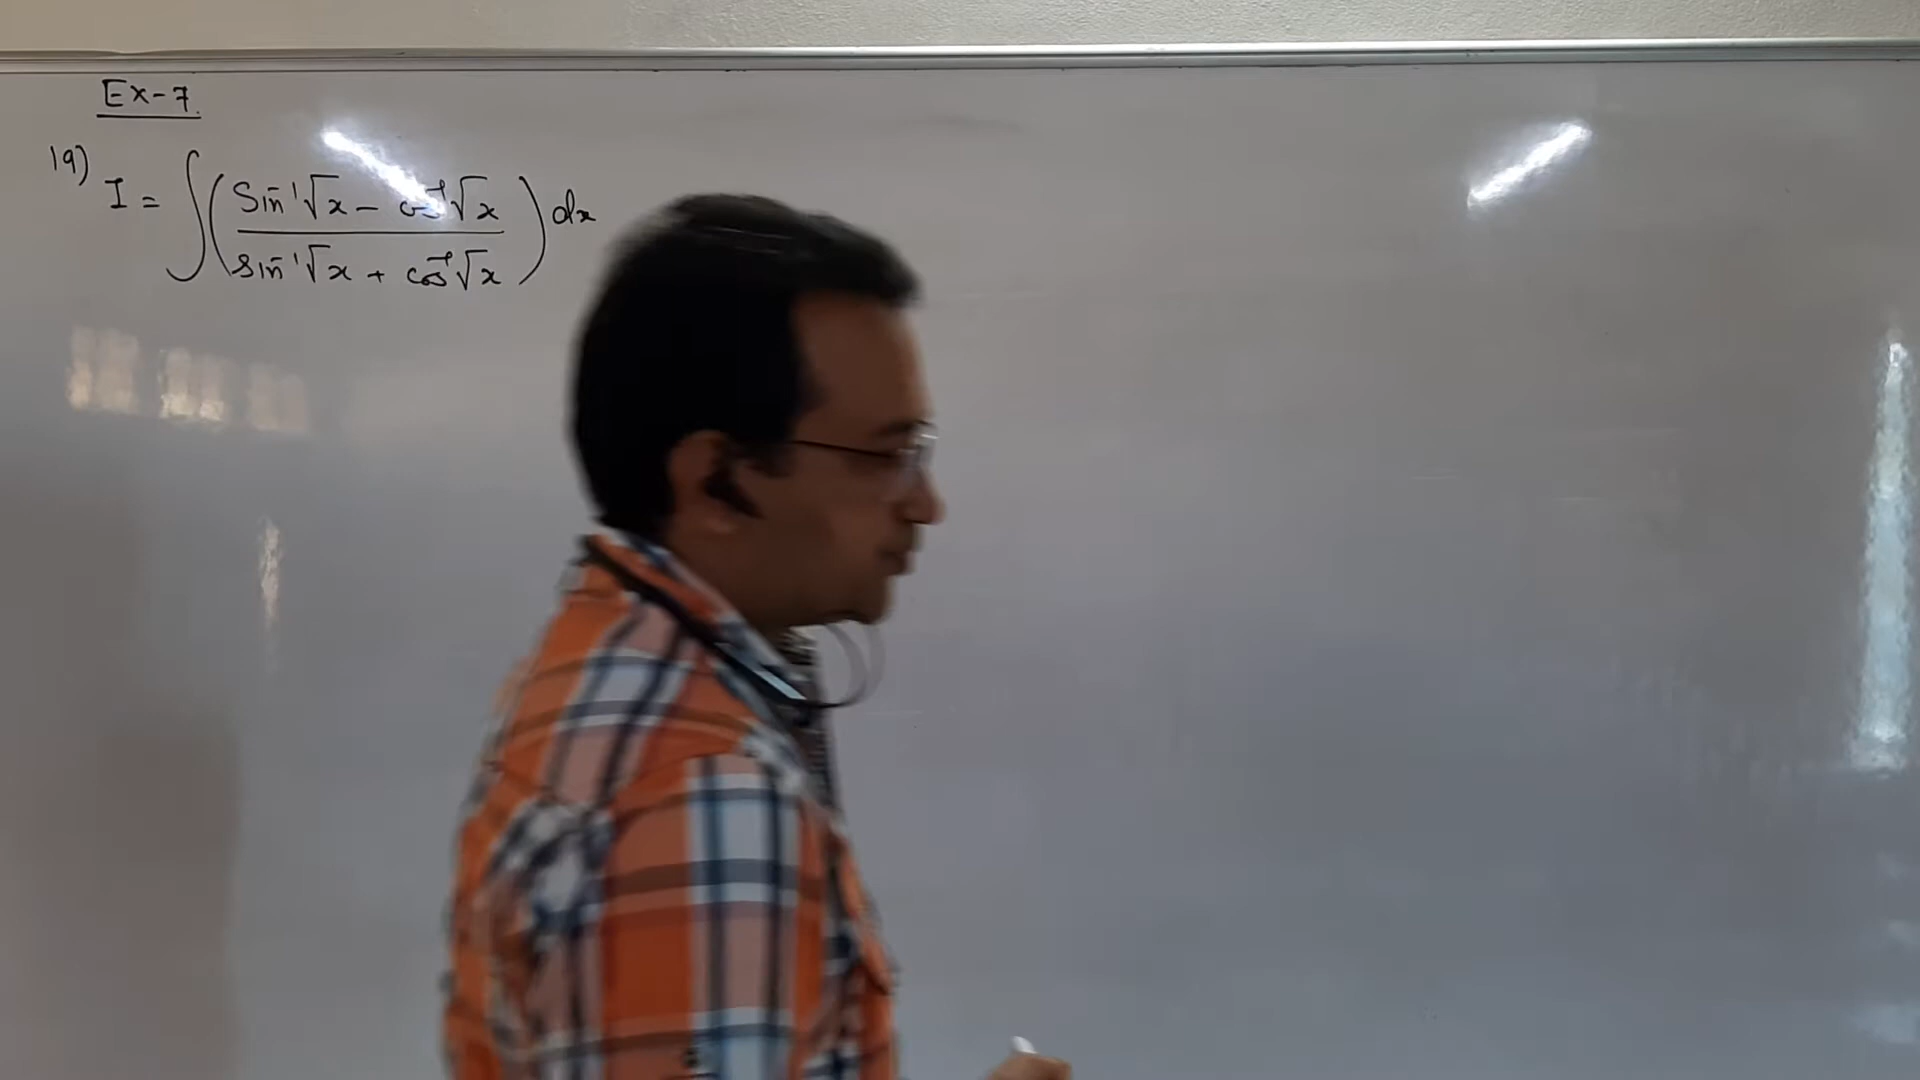 Ex-7.
19) I = ∫ ( (Sin⁻¹√x - cos⁻¹√x) / (sin⁻¹√x + cos⁻¹√x) ) dx